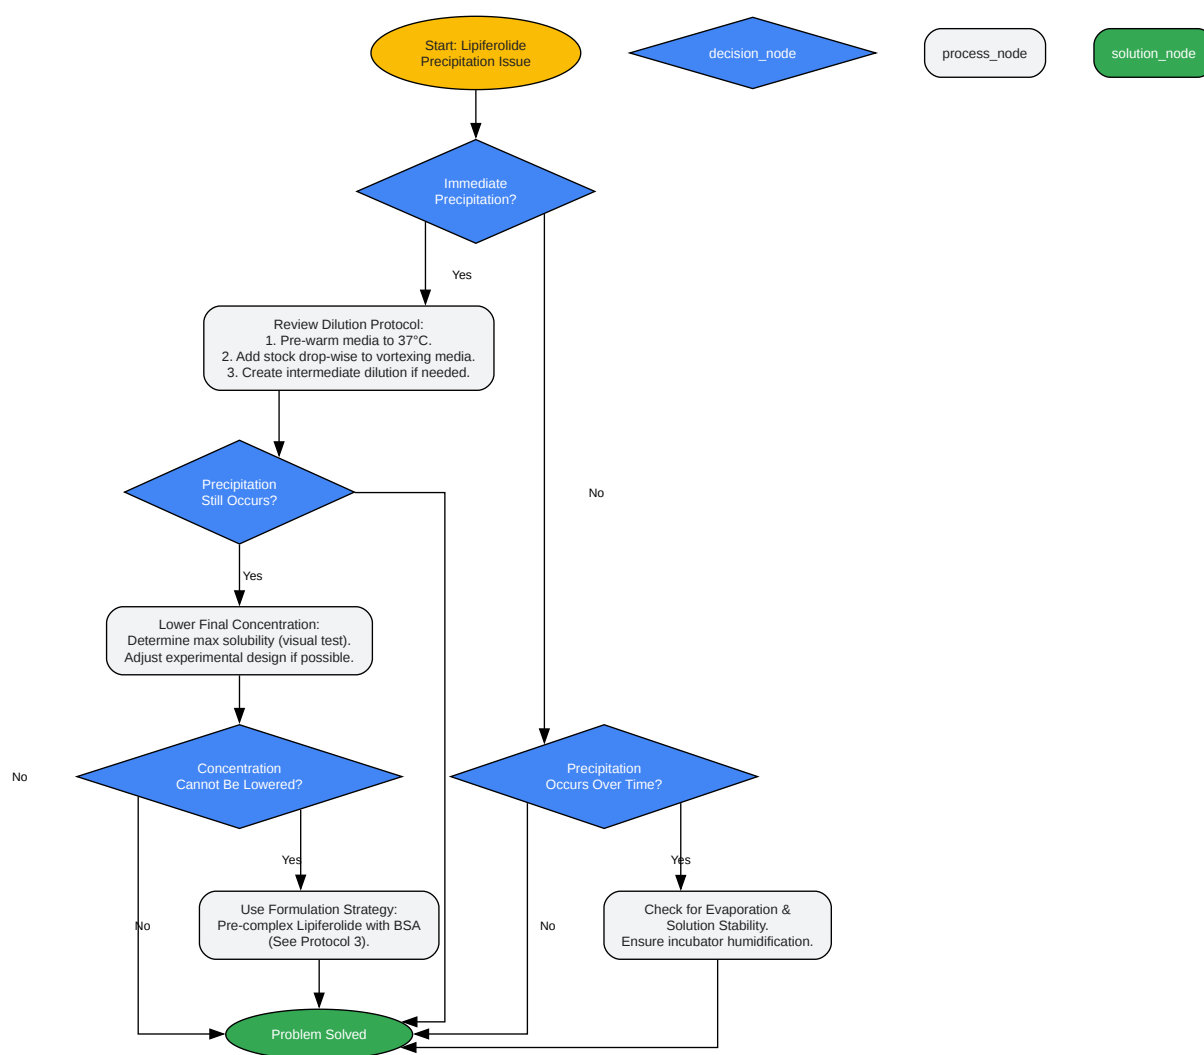 Start: Lipiferolide
Precipitation Issue
decision_node
process_node
solution_node
Immediate
Precipitation?
Yes
Review Dilution Protocol:
1. Pre-warm media to 37°C.
2. Add stock drop-wise to vortexing media.
3. Create intermediate dilution if needed.
Precipitation
Still Occurs?
No
Yes
Lower Final Concentration:
Determine max solubility (visual test).
Adjust experimental design if possible.
No
Concentration
Cannot Be Lowered?
Precipitation
Occurs Over Time?
Yes
Yes
Use Formulation Strategy:
Pre-complex Lipiferolide with BSA
(See Protocol 3).
Check for Evaporation &
Solution Stability.
Ensure incubator humidification.
No
No
Problem Solved